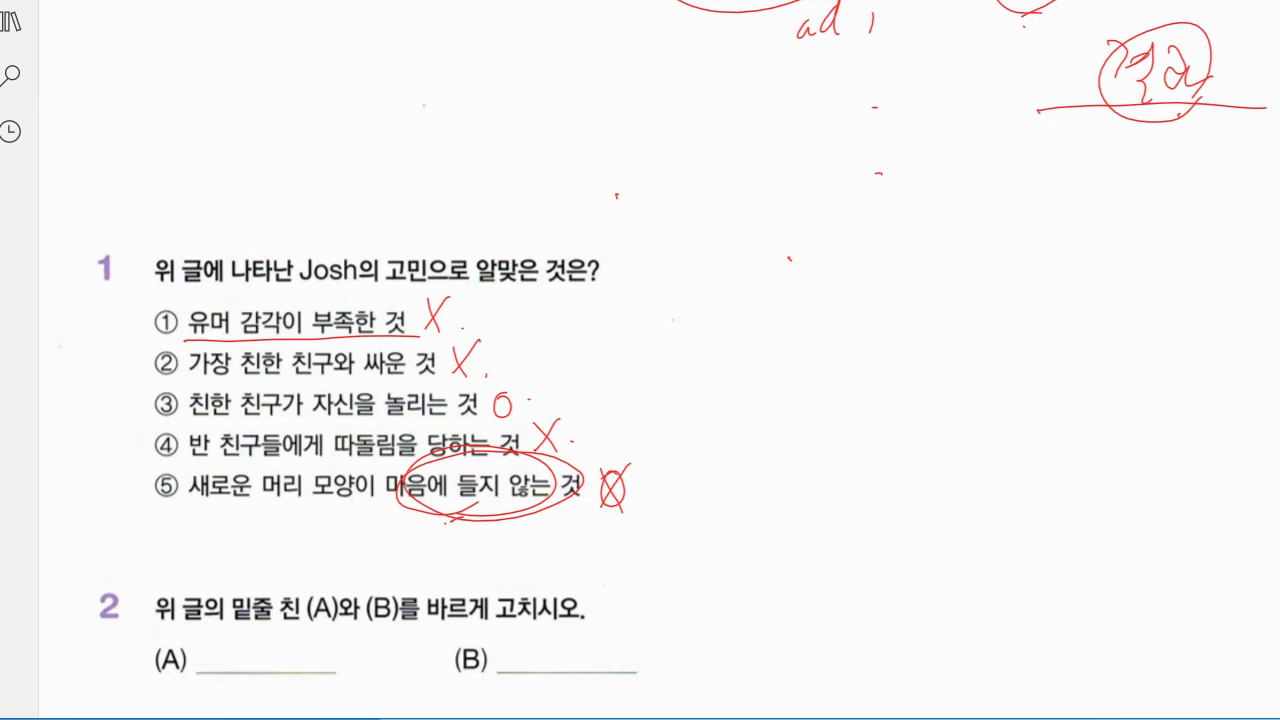 ad
1 위 글에 나타난 Josh의 고민으로 알맞은 것은?
① 유머 감각이 부족한 것 X
② 가장 친한 친구와 싸운 것 X
③ 친한 친구가 자신을 놀리는 것 O
④ 반 친구들에게 따돌림을 당하는 것 X
⑤ 새로운 머리 모양이 마음에 들지 않는 것 X
2 위 글의 밑줄 친 (A)와 (B)를 바르게 고치시오.
(A) (B)